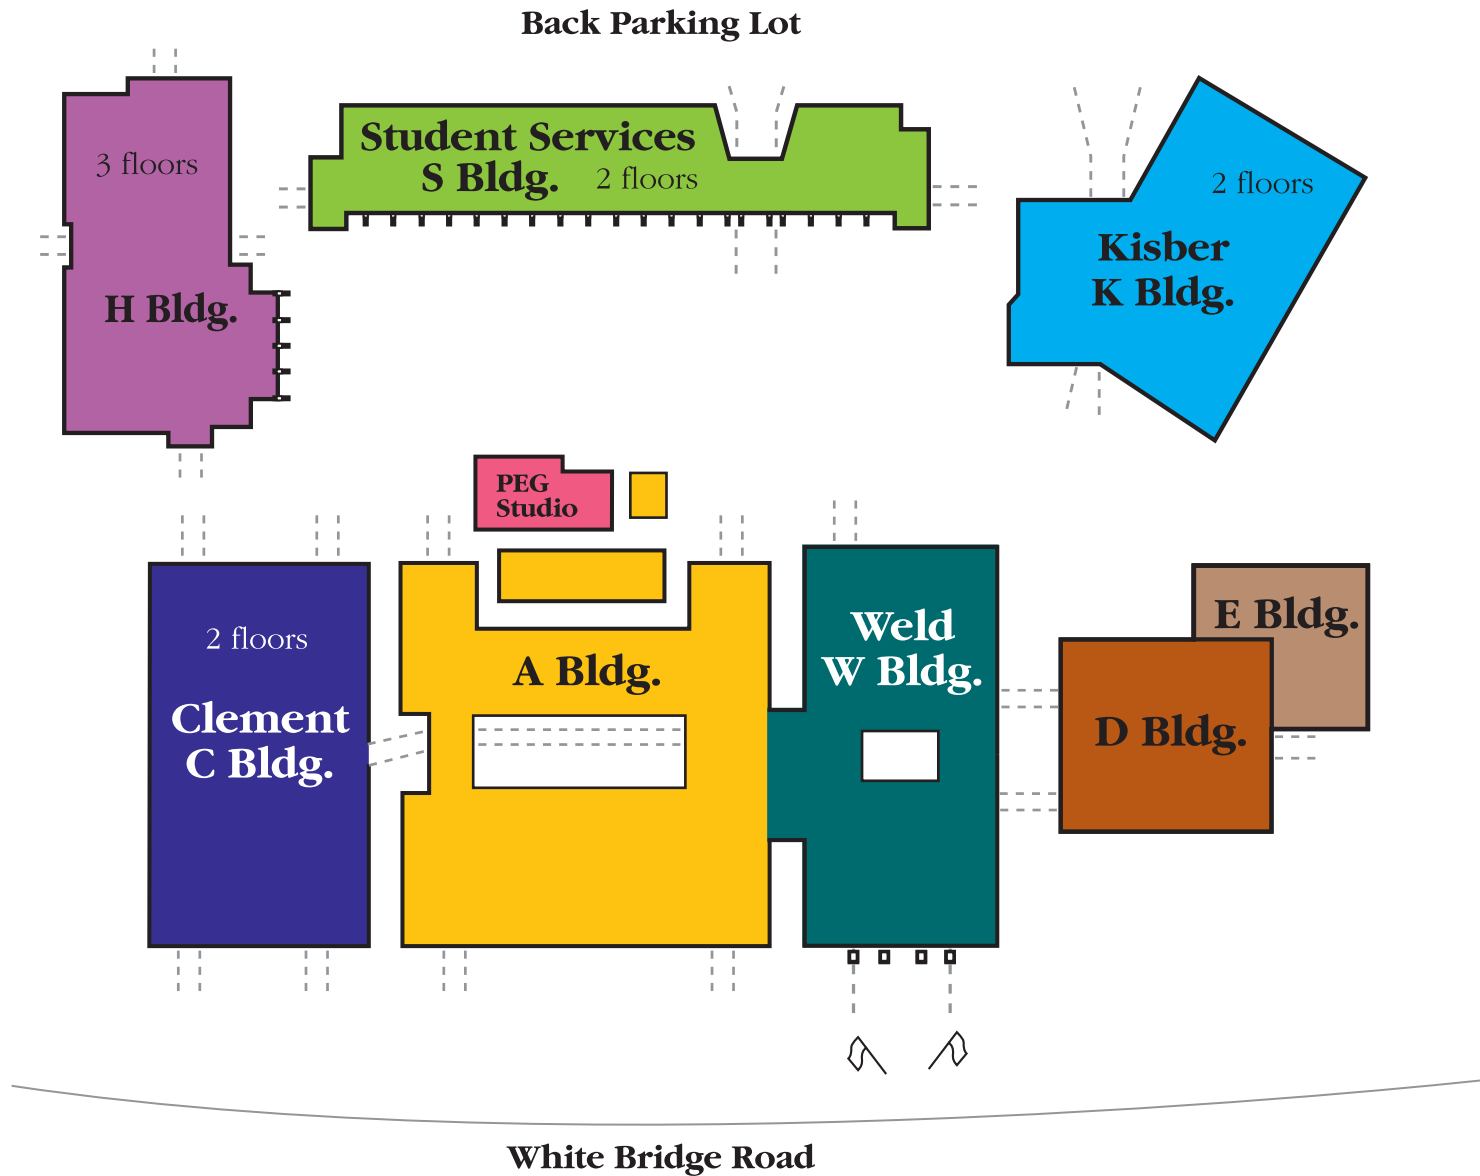 Back Parking Lot
3 floors
H Bldg.
Student Services
S Bldg. 2 floors
2 floors
Kisber
K Bldg.
PEG
Studio
2 floors
Clement
C Bldg.
A Bldg.
Weld
W Bldg.
E Bldg.
D Bldg.
White Bridge Road